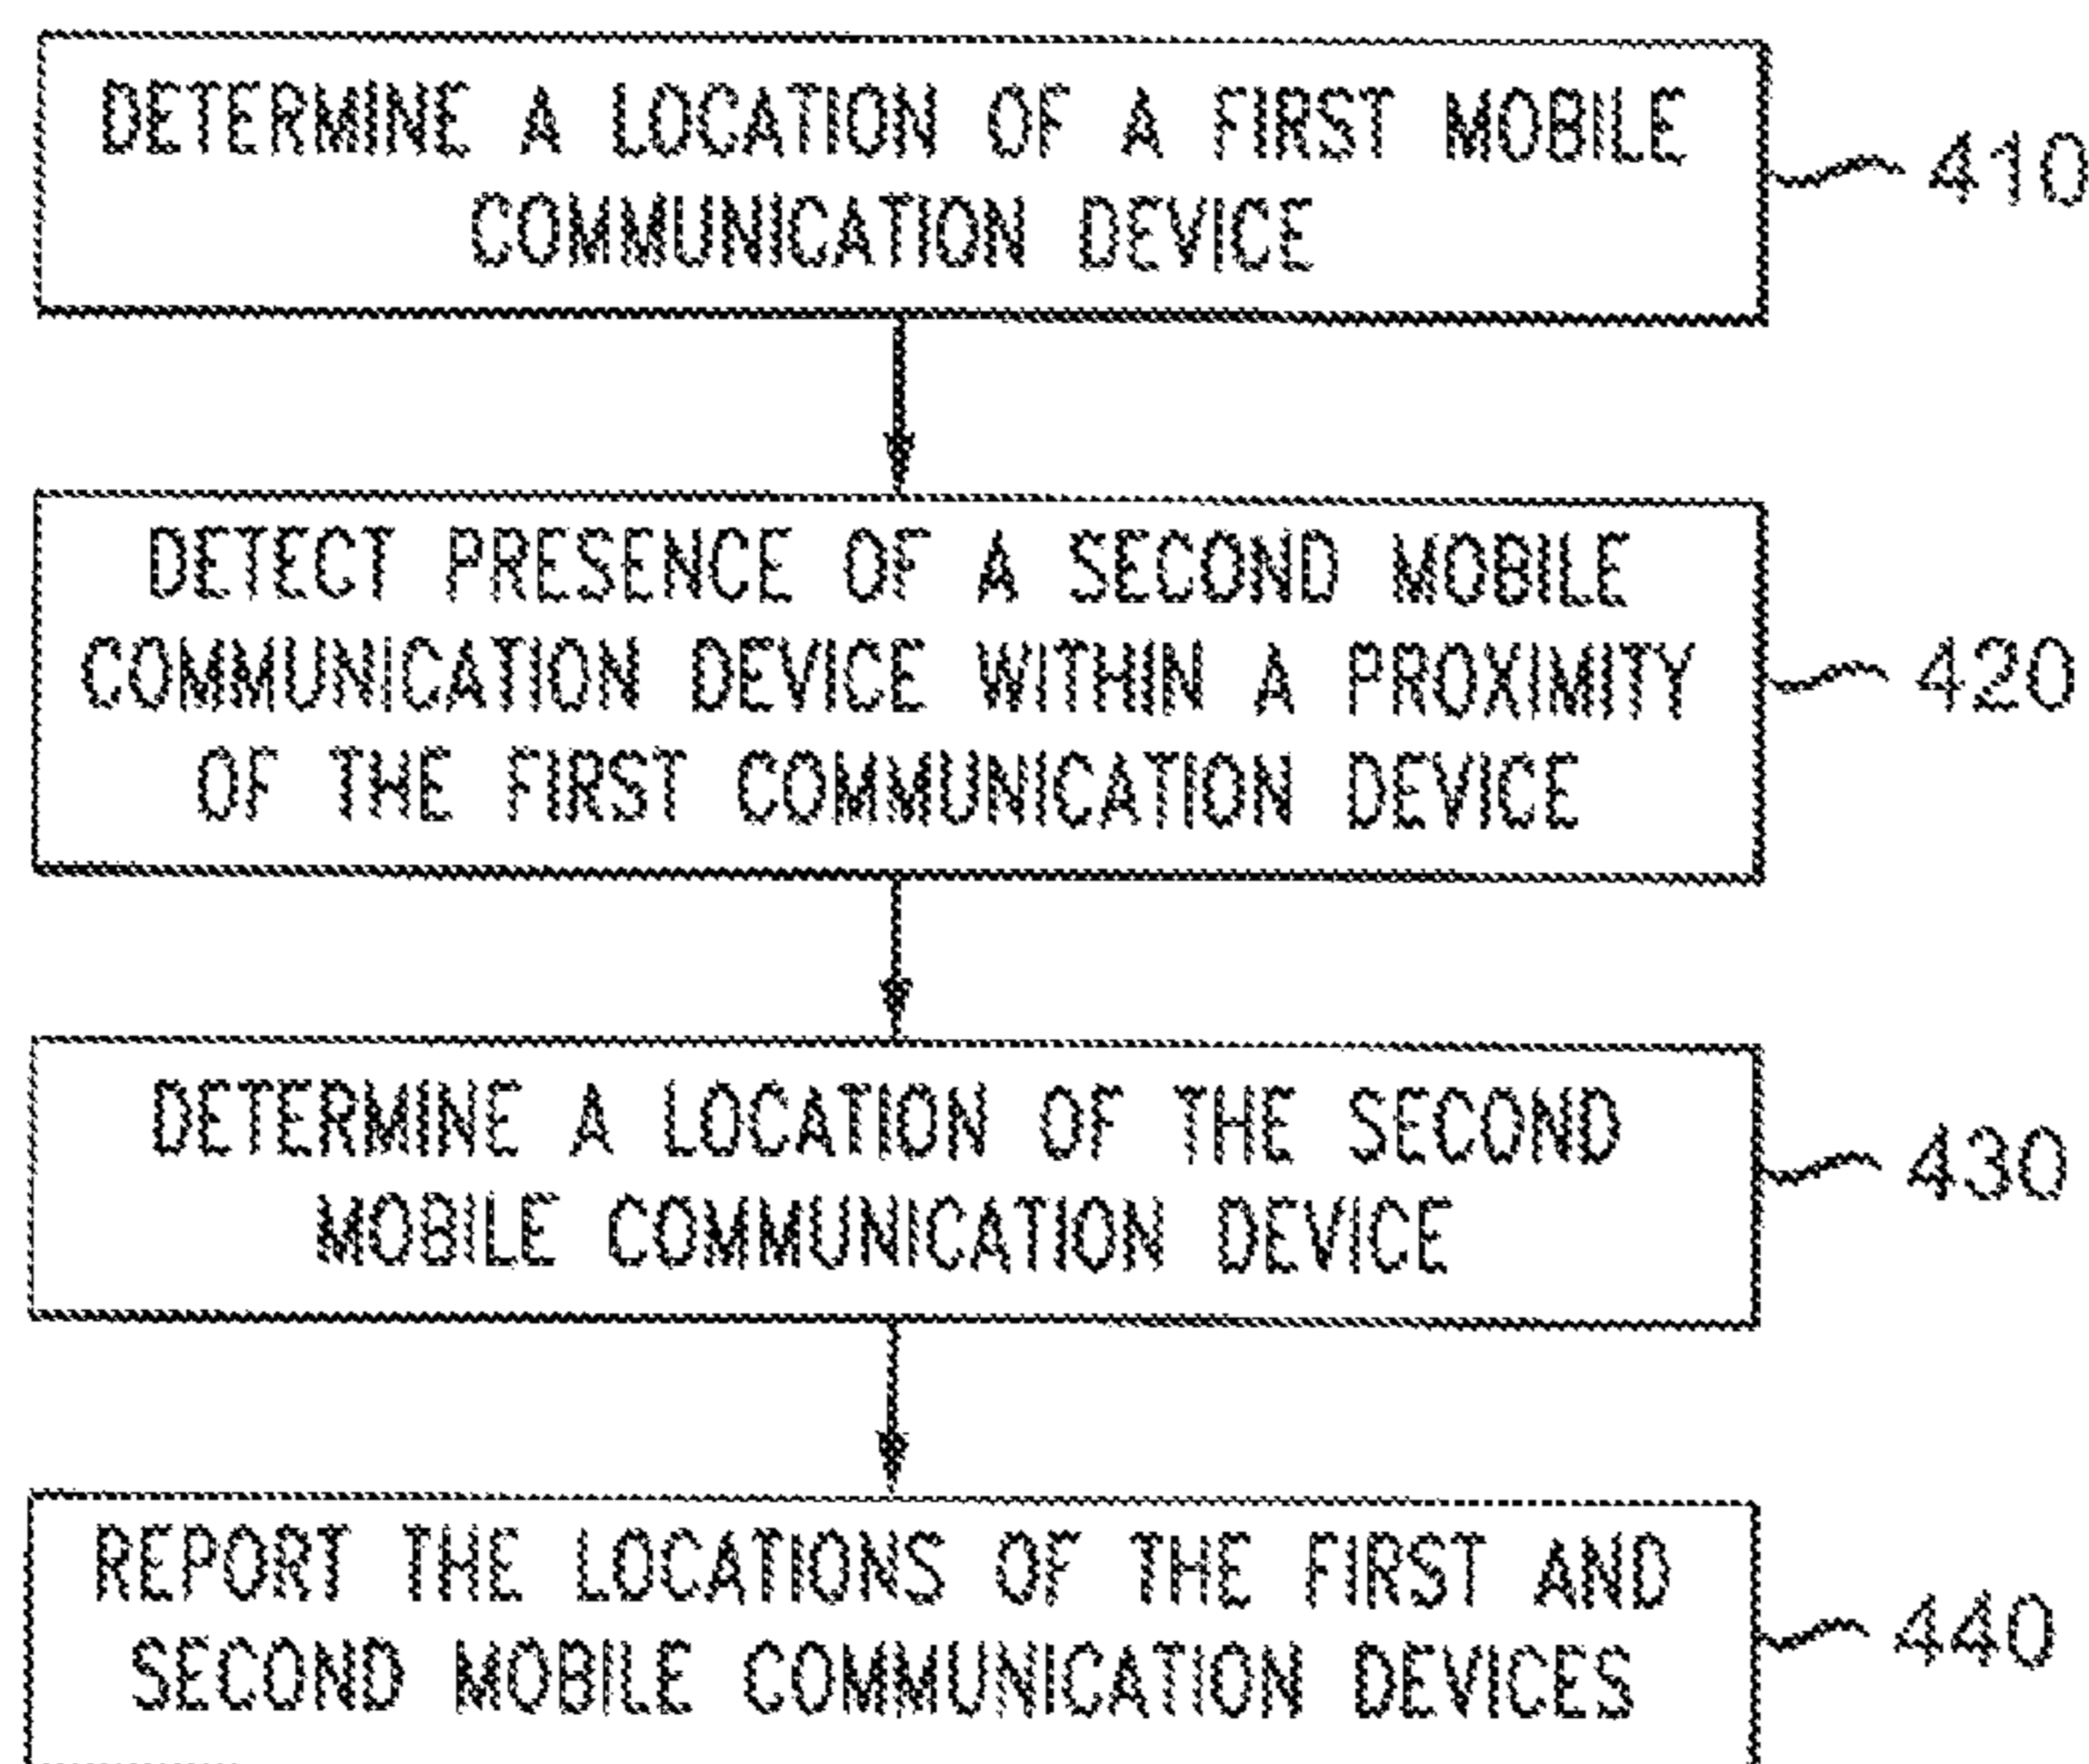 DETERMINE A LOCATION OF A FIRST MOBILE
COMMUNICATION DEVICE
410
DETECT PRESENCE OF A SECOND MOBILE
COMMUNICATION DEVICE WITHIN A PROXIMITY
OF THE FIRST COMMUNICATION DEVICE
420
DETERMINE A LOCATION OF THE SECOND
MOBILE COMMUNICATION DEVICE
430
REPORT THE LOCATIONS OF THE FIRST AND
SECOND MOBILE COMMUNICATION DEVICES
440